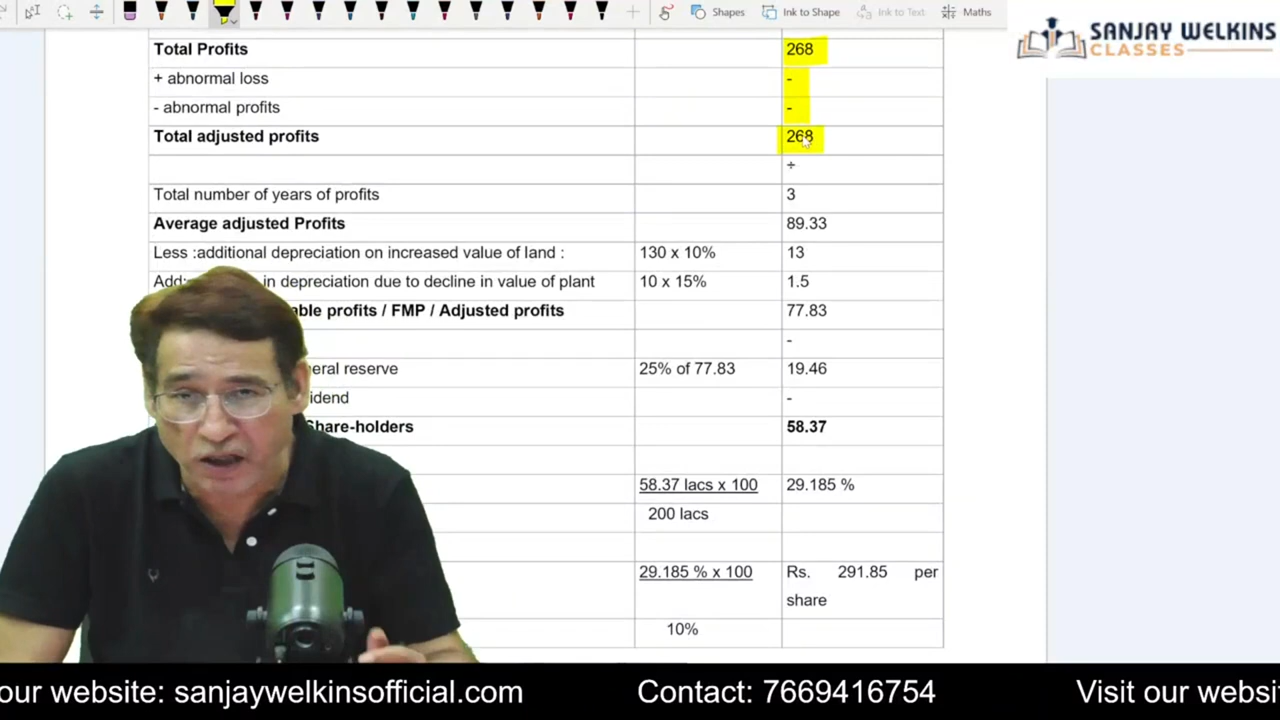 Shapes Ink to Shape Ink to Text Maths
SANJAY WELKINS
CLASSES
Total Profits 268
+ abnormal loss -
- abnormal profits -
Total adjusted profits 268
÷
Total number of years of profits 3
Average adjusted Profits 89.33
Less :additional depreciation on increased value of land : 130 x 10% 13
Add: in depreciation due to decline in value of plant 10 x 15% 1.5
able profits / FMP / Adjusted profits 77.83
-
neral reserve 25% of 77.83 19.46
idend -
Share-holders 58.37
58.37 lacs x 100 29.185 %
200 lacs
29.185 % x 100 Rs. 291.85 per
share
10%
our website: sanjaywelkinsofficial.com Contact: 7669416754 Visit our websi